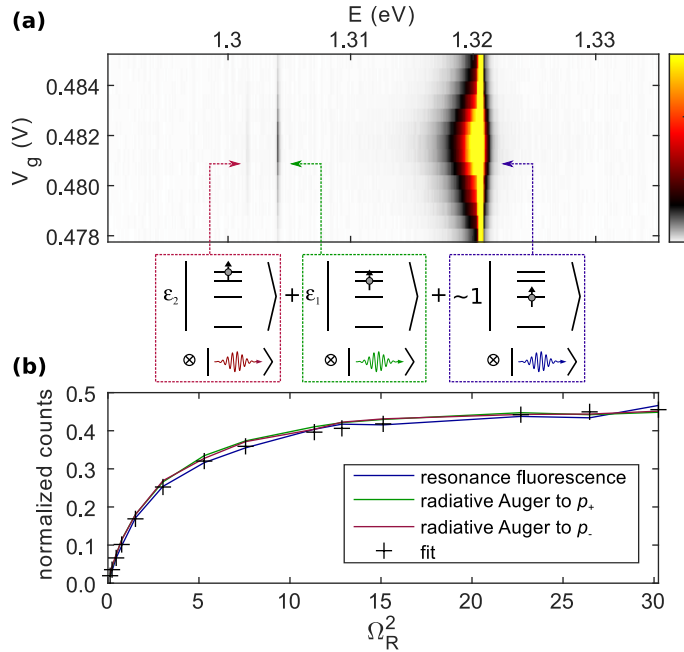 (a)
E (eV)
1.3 1.31 1.32 1.33
V_g (V)
0.484
0.482
0.480
0.478
ε₂ | ⟩ + ε₁ | ⟩ + ~1 | ⟩
⊗ | ⟩ ⊗ | ⟩ ⊗ | ⟩
(b)
normalized counts
0.5
0.4
0.3
0.2
0.1
0.0
resonance fluorescence
radiative Auger to p₊
radiative Auger to p₋
fit
0 5 10 15 20 25 30
Ω_R²